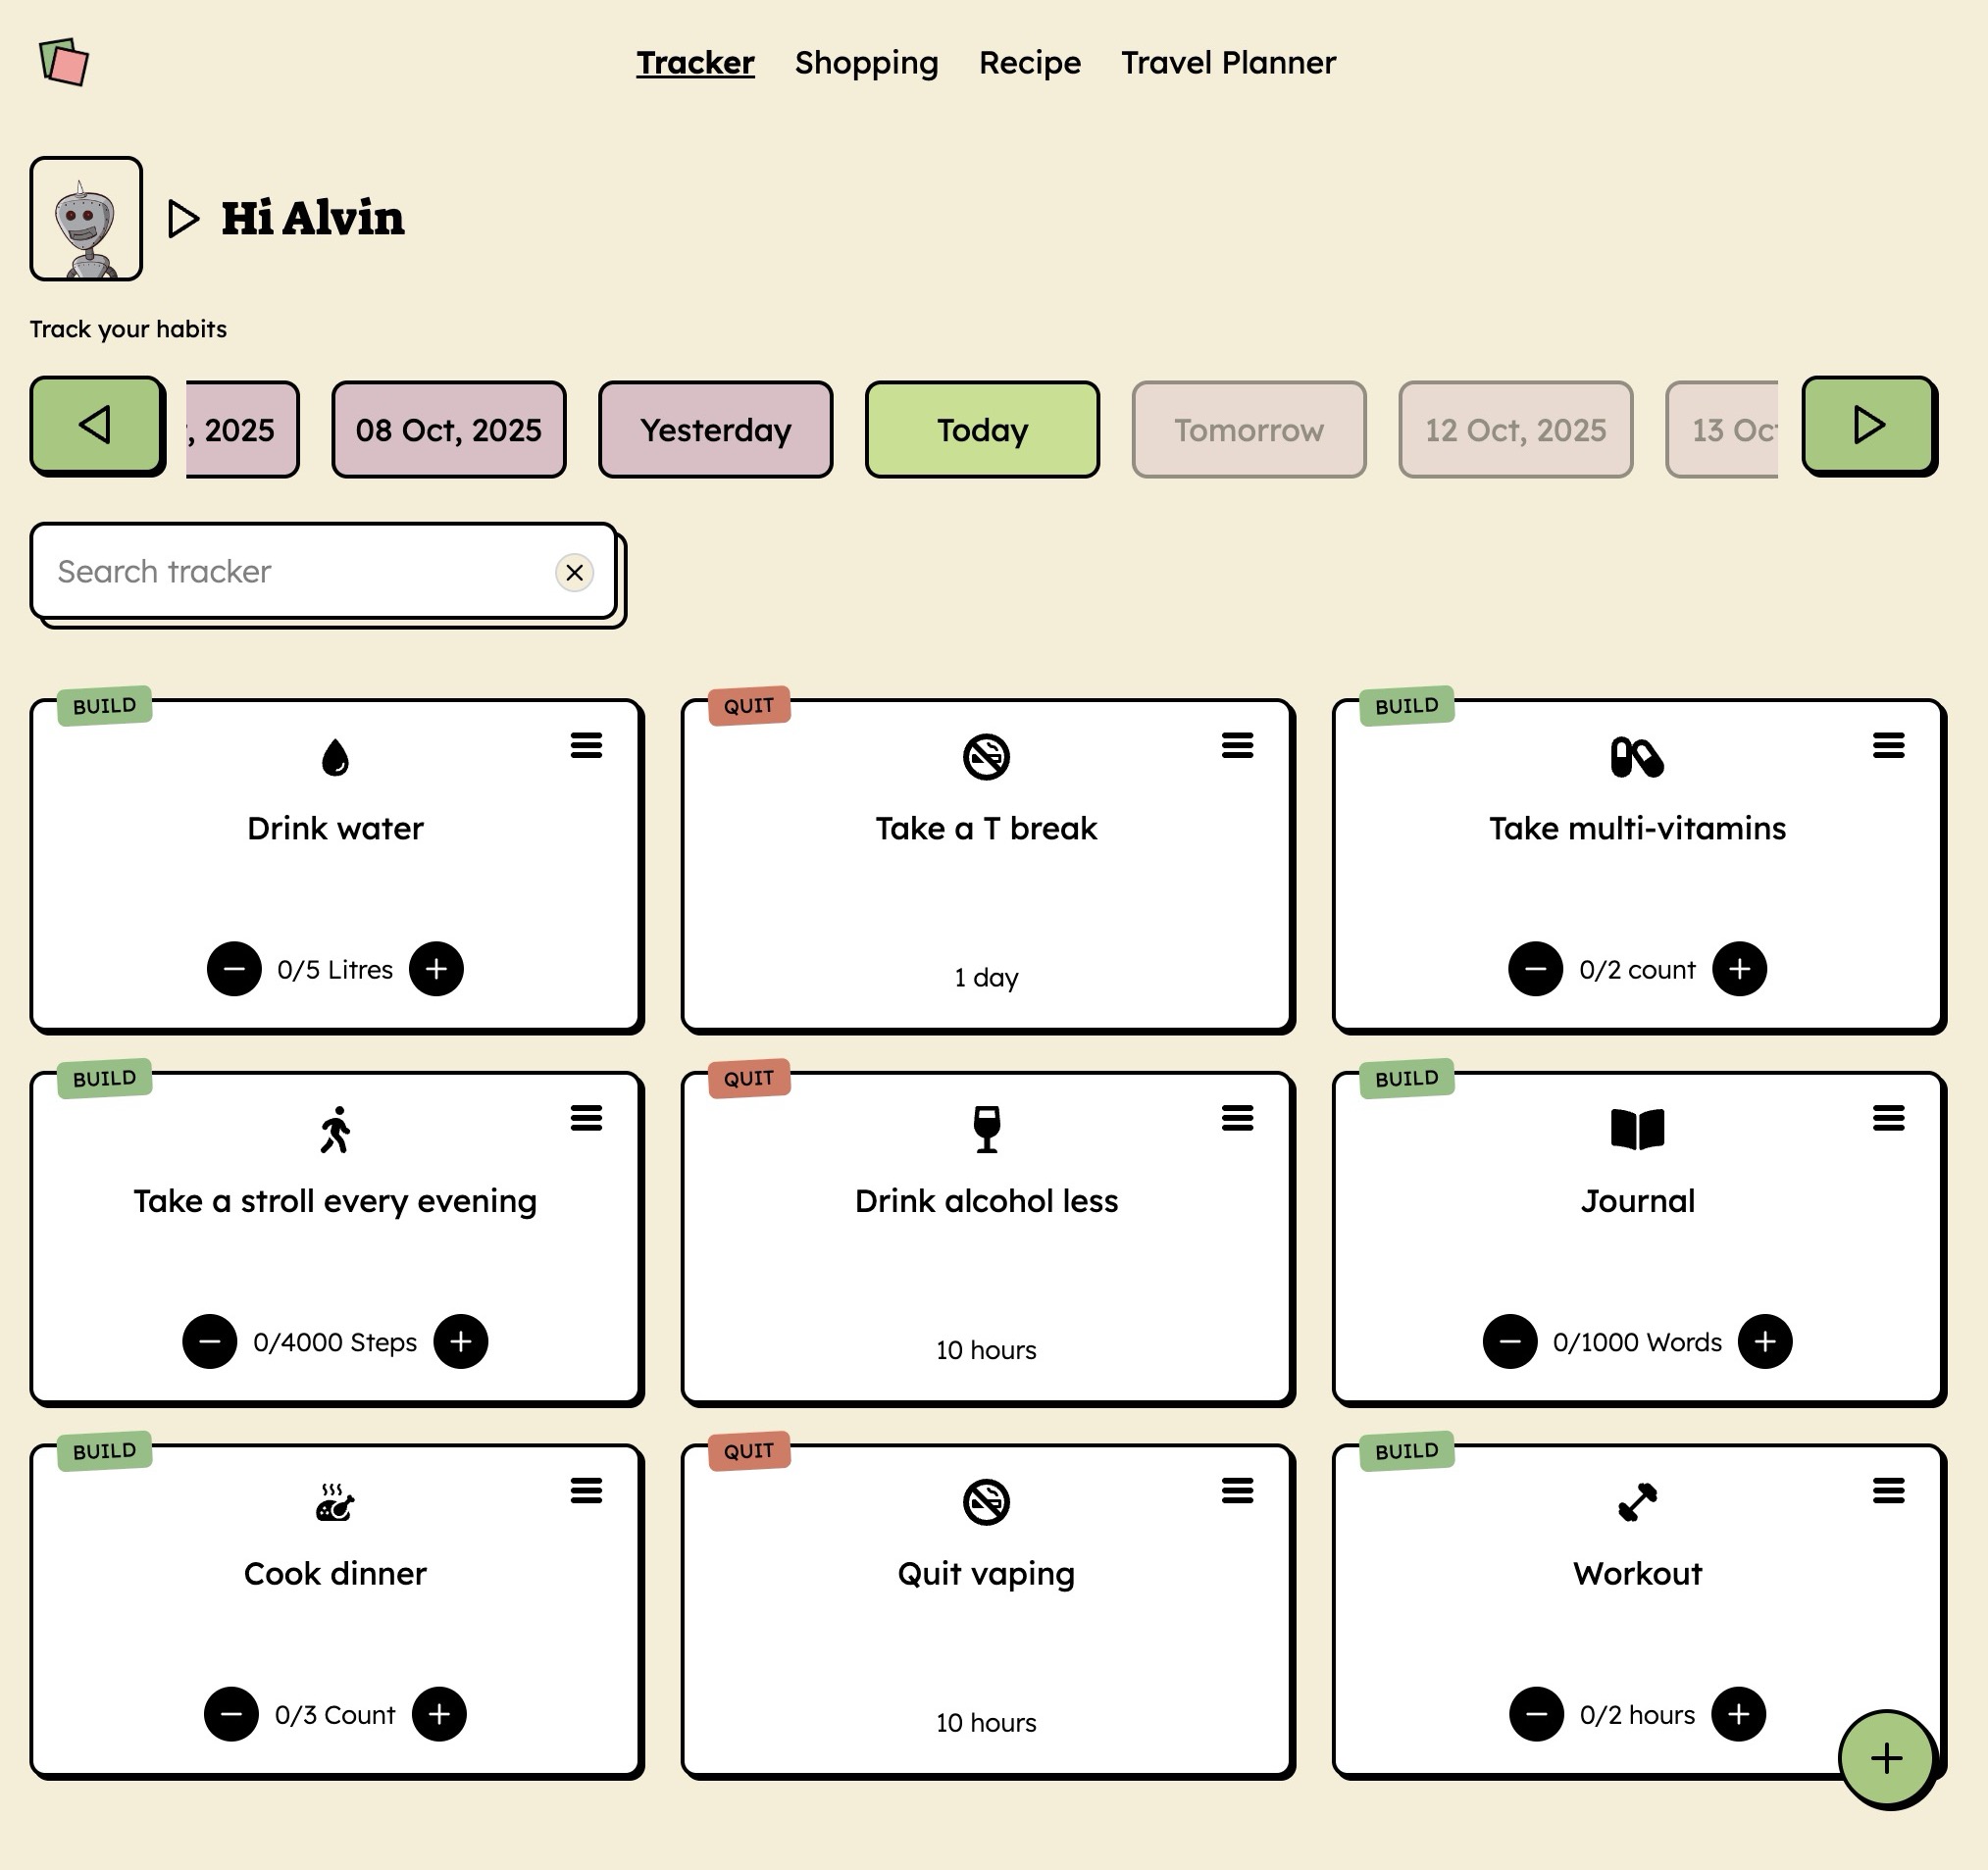 Tracker Shopping Recipe Travel Planner
Hi Alvin
Track your habits
, 2025 08 Oct, 2025 Yesterday Today Tomorrow 12 Oct, 2025 13 Oct
Search tracker
BUILD QUIT BUILD
Drink water Take a T break Take multi-vitamins
0/5 Litres 1 day 0/2 count
BUILD QUIT BUILD
Take a stroll every evening Drink alcohol less Journal
0/4000 Steps 10 hours 0/1000 Words
BUILD QUIT BUILD
Cook dinner Quit vaping Workout
0/3 Count 10 hours 0/2 hours